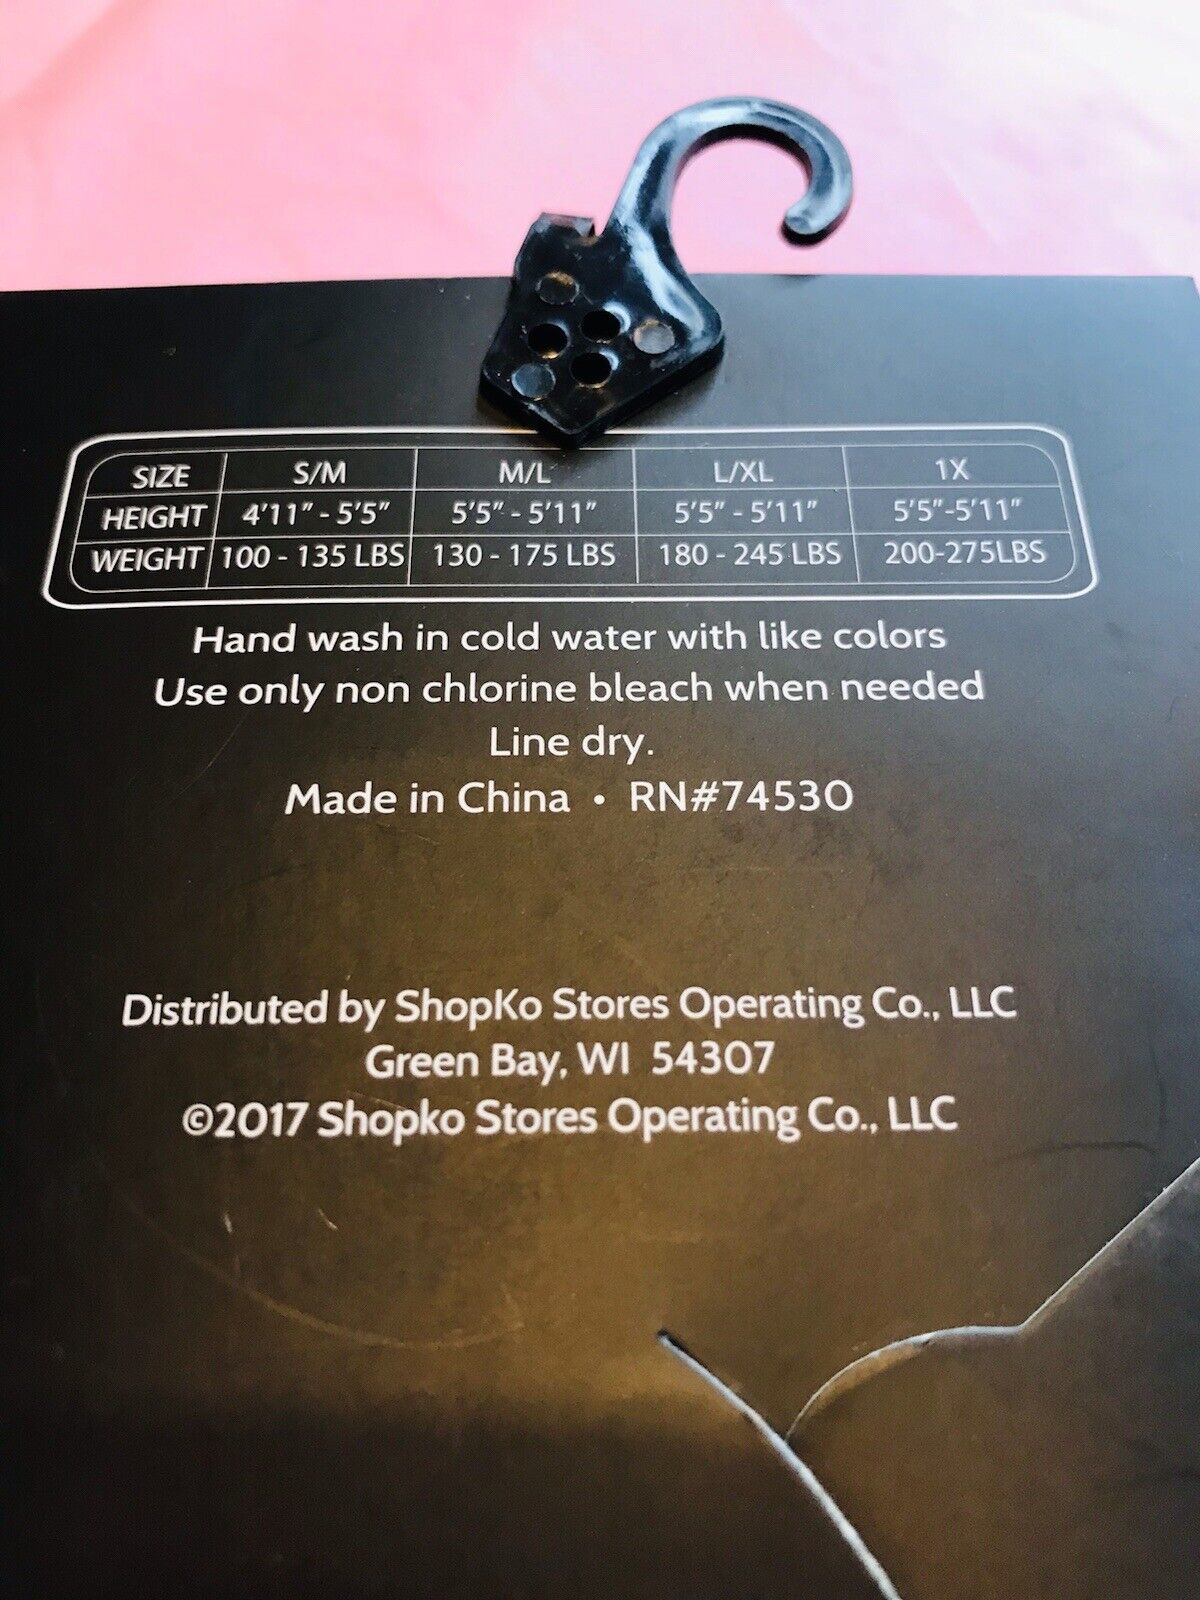 SIZE S/M M/L L/XL 1X
HEIGHT 4'11" - 5'5" 5'5" - 5'11" 5'5" - 5'11" 5'5"-5'11"
WEIGHT 100 - 135 LBS 130 - 175 LBS 180 - 245 LBS 200-275LBS
Hand wash in cold water with like colors
Use only non chlorine bleach when needed
Line dry.
Made in China • RN#74530
Distributed by ShopKo Stores Operating Co., LLC
Green Bay, WI 54307
©2017 Shopko Stores Operating Co., LLC